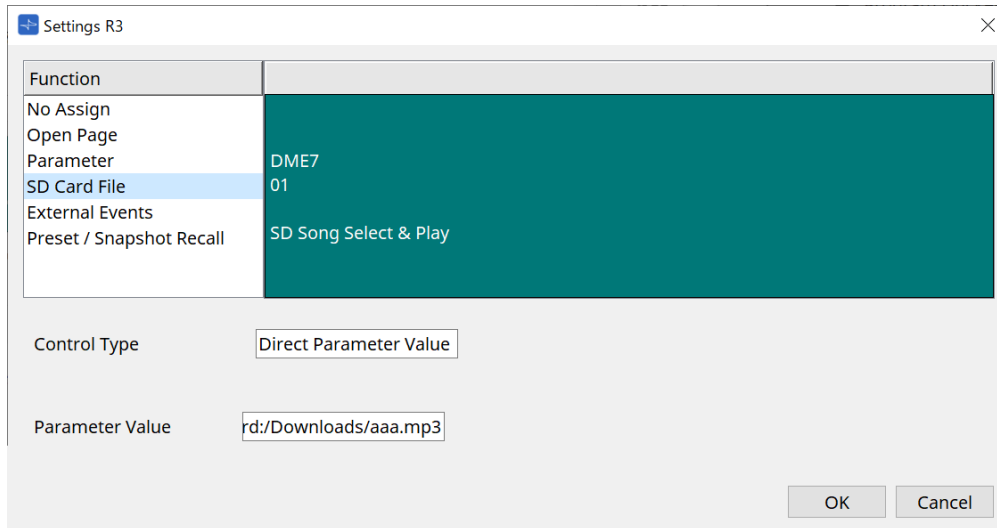 Settings R3
Function
No Assign
Open Page
Parameter
SD Card File
External Events
Preset / Snapshot Recall
DME7
01
SD Song Select & Play
Control Type
Direct Parameter Value
Parameter Value
rd:/Downloads/aaa.mp3
OK
Cancel